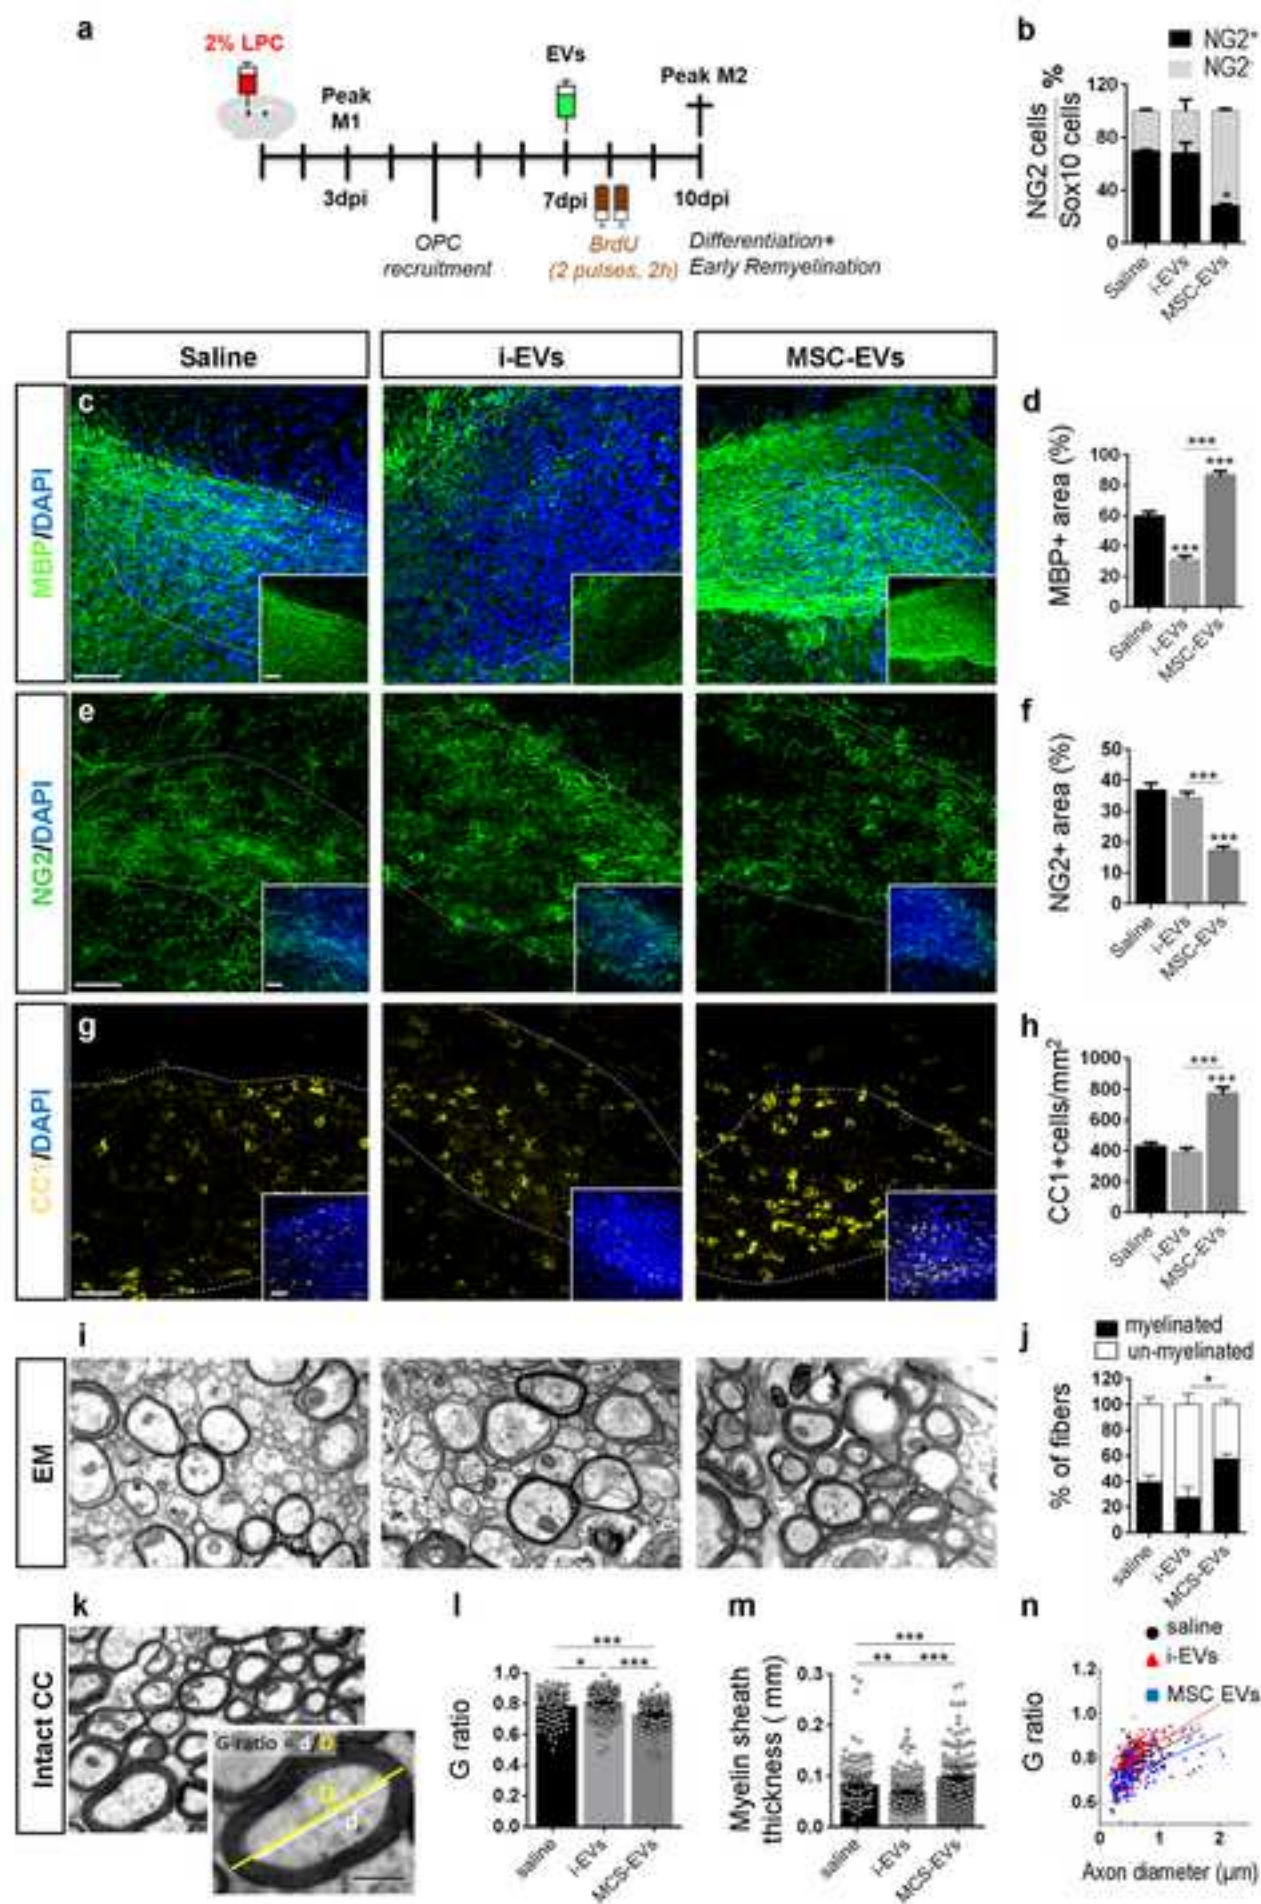 a
2% LPC
Peak
M1
EVs
Peak M2
3dpi
7dpi
10dpi
OPC
recruitment
BrdU
(2 pulses, 2h)
Differentiation+
Early Remyelination
b
NG2+
NG2
NG2 cells %
Sox10 cells
120
80
40
0
*
Saline
i-EVs
MSC-EVs
Saline
i-EVs
MSC-EVs
MBP/DAPI
c
d
MBP+ area (%)
100
80
60
40
20
0
***
***
***
Saline
i-EVs
MSC-EVs
NG2/DAPI
e
f
NG2+ area (%)
50
40
30
20
10
0
***
***
Saline
i-EVs
MSC-EVs
CC1/DAPI
g
h
CC1+cells/mm2
1000
800
600
400
200
0
***
***
Saline
i-EVs
MSC-EVs
EM
i
j
myelinated
un-myelinated
% of fibers
120
100
80
60
40
20
0
*
saline
i-EVs
MCS-EVs
Intact CC
k
G-ratio = d/D
D
d
l
G ratio
1.0
0.8
0.6
0.4
0.2
0.0
***
* ***
saline
i-EVs
MCS-EVs
m
Myelin sheath
thickness ( mm)
0.3
0.2
0.1
0.0
***
** ***
saline
i-EVs
MCS-EVs
n
saline
i-EVs
MSC EVs
G ratio
1.2
1.0
0.8
0.6
0 1 2
Axon diameter (µm)